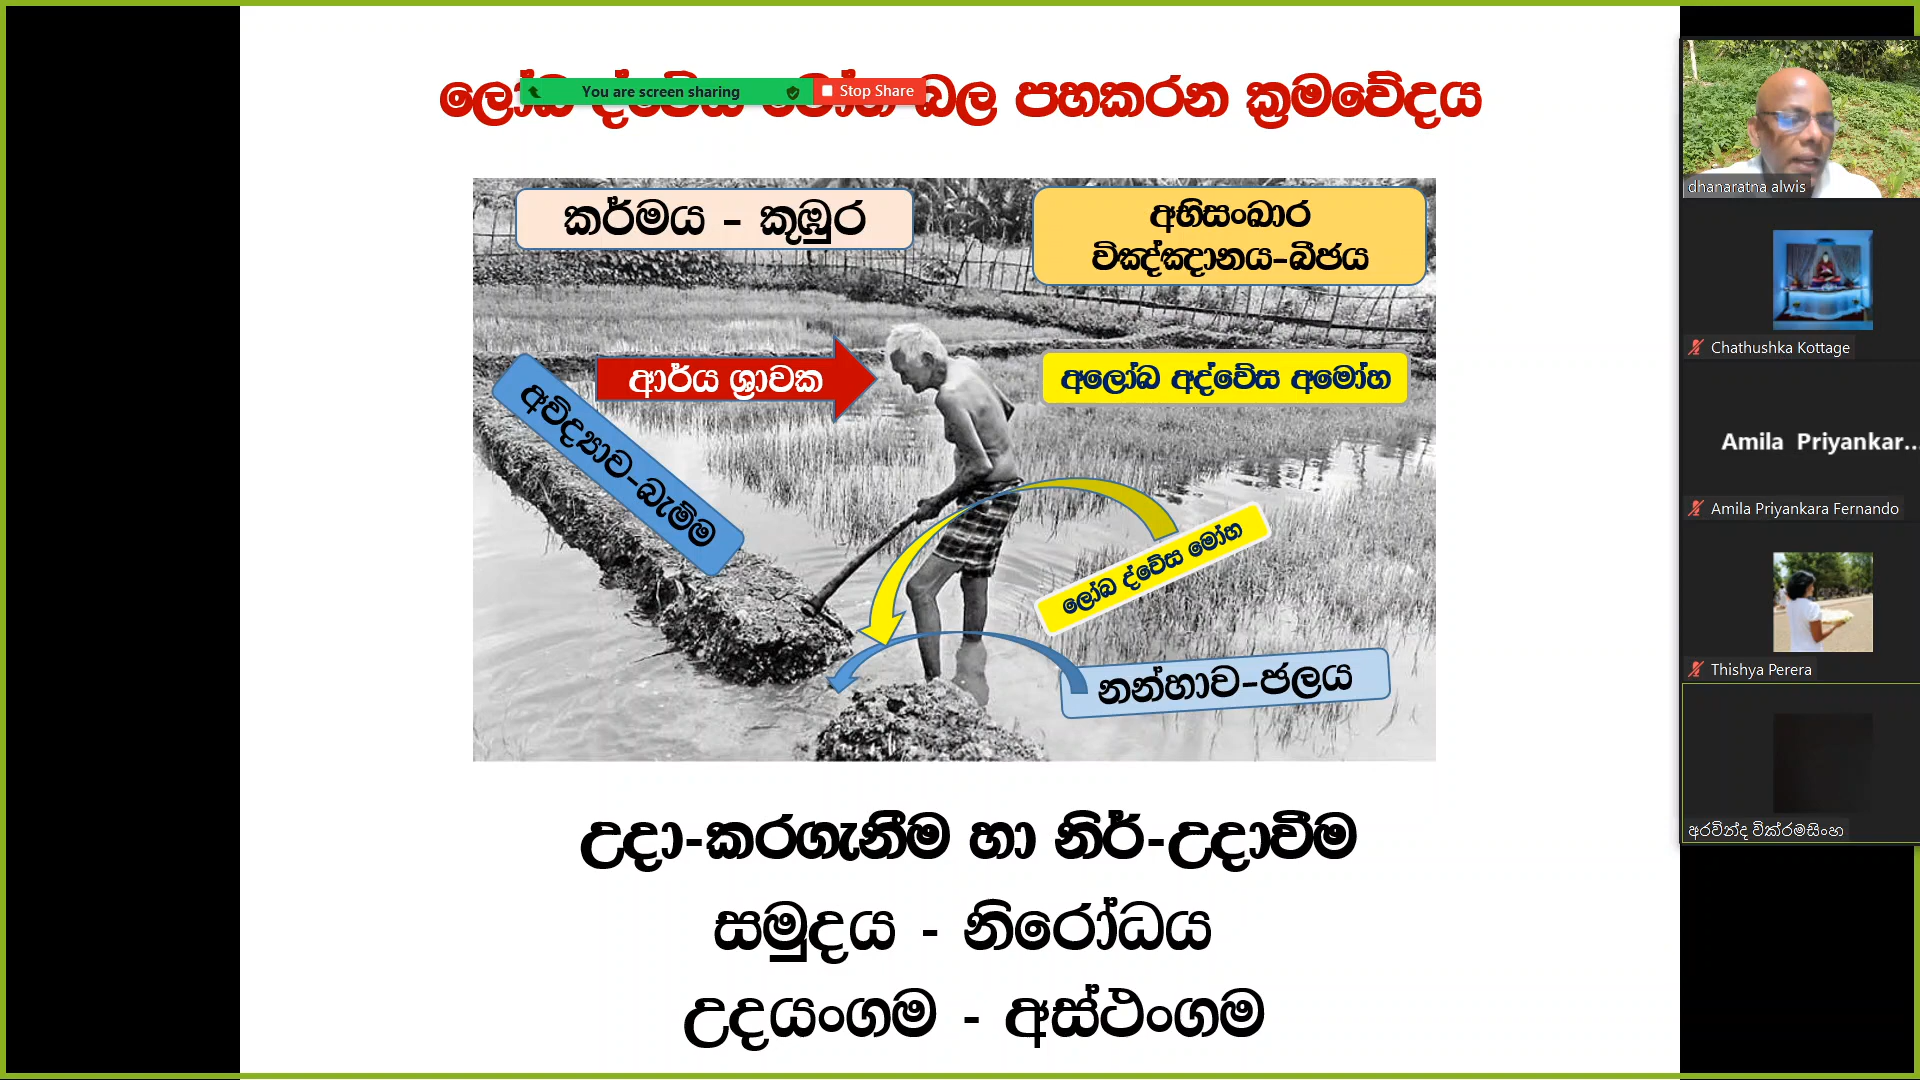 ලෝභ ද්වේෂ මෝහ බල පහකරන ක්‍රමවේදය
You are screen sharing
Stop Share
කර්මය - කුඹුර
අභිසංඛාර
විඤ්ඤානය-බීජය
ආර්ය ශ්‍රාවක
අලෝබ අද්වේස අමෝහ
අවිද්‍යාව-බැම්ම
ලෝබ ද්වේස මෝහ
නන්හාව-ජලය
උදා-කරගැනීම හා නිර්-උදාවීම
සමුදය - නිරෝධය
උදයංගම - අස්ථංගම
dhanaratna alwis
Chathushka Kottage
Amila Priyankar...
Amila Priyankara Fernando
Thishya Perera
අරවින්ද වික්රමසිංහ